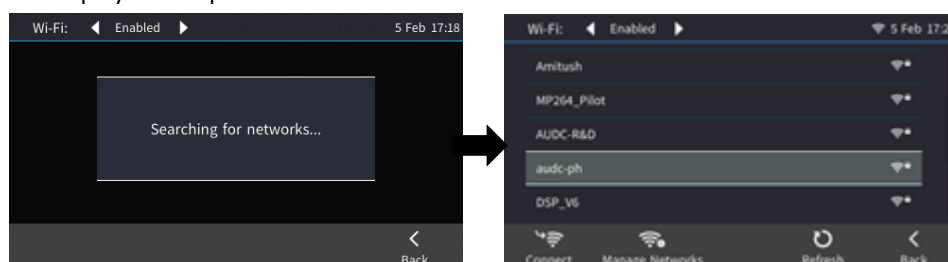 Wi-Fi: Enabled 5 Feb 17:18
Searching for networks...
Back
Wi-Fi: Enabled 5 Feb 17:2
Amitush
MP264_Pilot
AUDC-R&D
audc-ph
DSP_V6
Connect Manage Networks Refresh Back